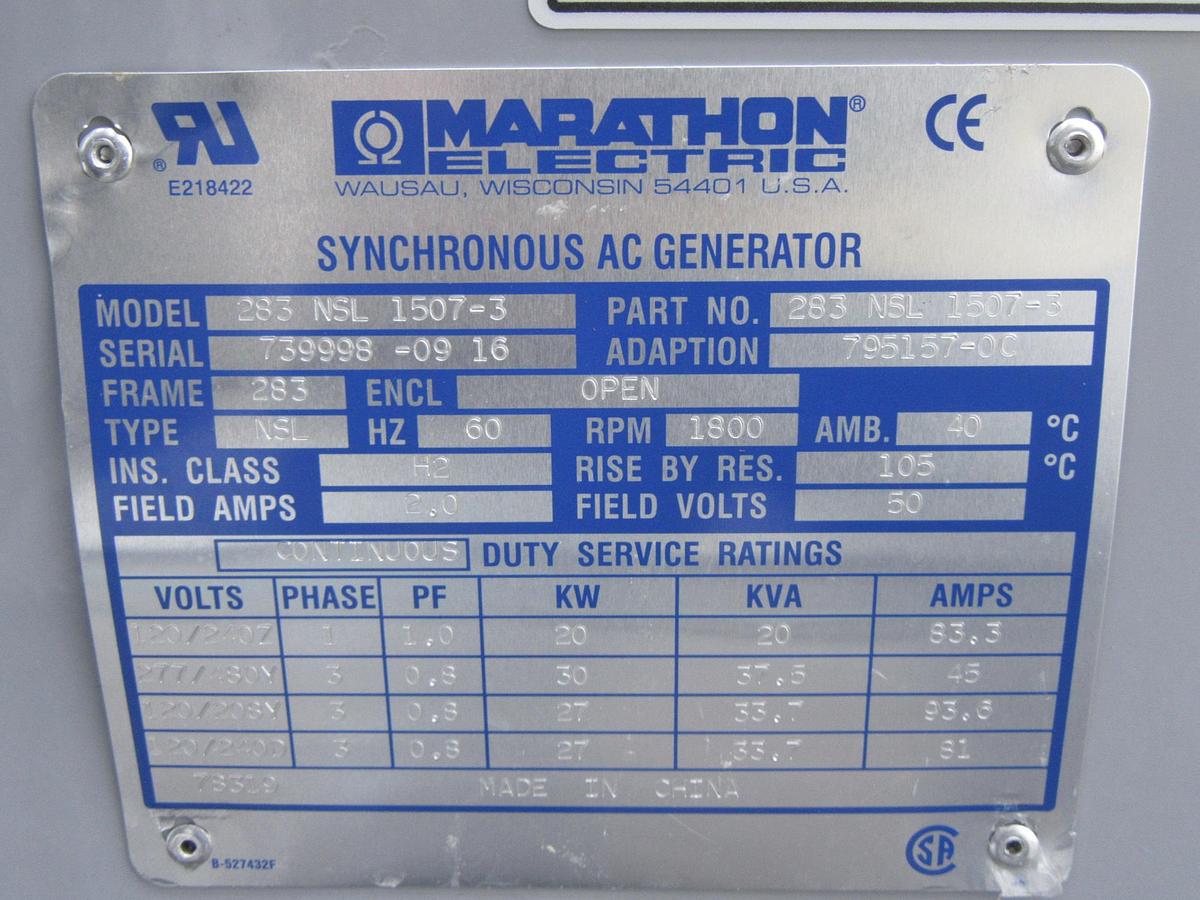 MARATHON®
ELECTRIC
WAUSAU, WISCONSIN 54401 U.S.A.
® E218422
CE
SYNCHRONOUS AC GENERATOR
MODEL 283 NSL 1507-3 PART NO. 283 NSL 1507-3
SERIAL 739998 -09 16 ADAPTION 795157-0C
FRAME 283 ENCL OPEN
TYPE NSL HZ 60 RPM 1800 AMB. 40 °C
INS. CLASS H2 RISE BY RES. 105 °C
FIELD AMPS 2.0 FIELD VOLTS 50
CONTINUOUS DUTY SERVICE RATINGS
VOLTS PHASE PF KW KVA AMPS
120/240Z 1 1.0 20 20 83.3
277/480Y 3 0.8 30 37.5 45
120/208Y 3 0.8 27 33.7 93.6
120/240D 3 0.8 27 33.7 81
78319 MADE IN CHINA
B-527432F
SA